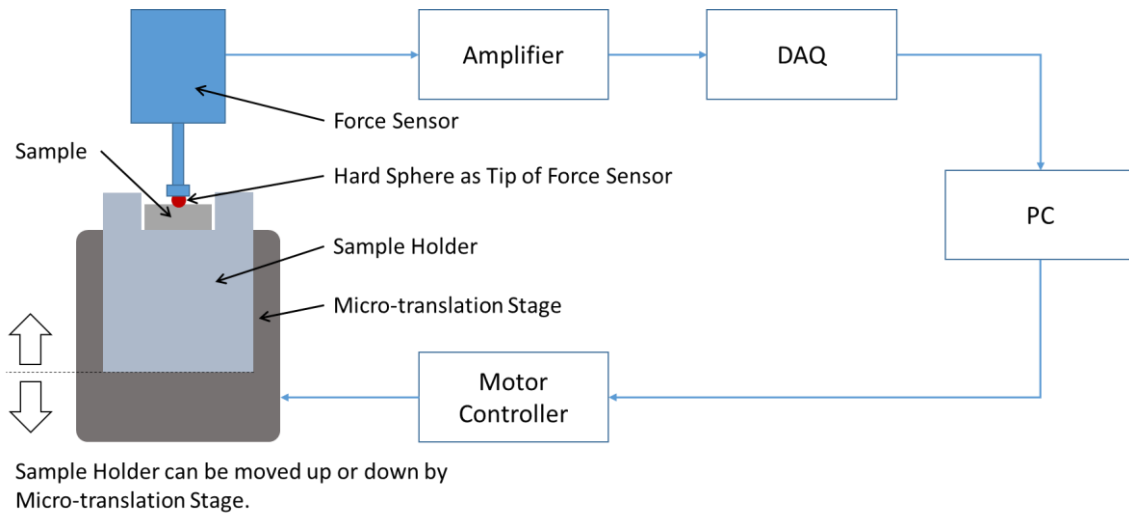 Amplifier
DAQ
Force Sensor
Sample
Hard Sphere as Tip of Force Sensor
PC
Sample Holder
Micro-translation Stage
Motor
Controller
Sample Holder can be moved up or down by
Micro-translation Stage.